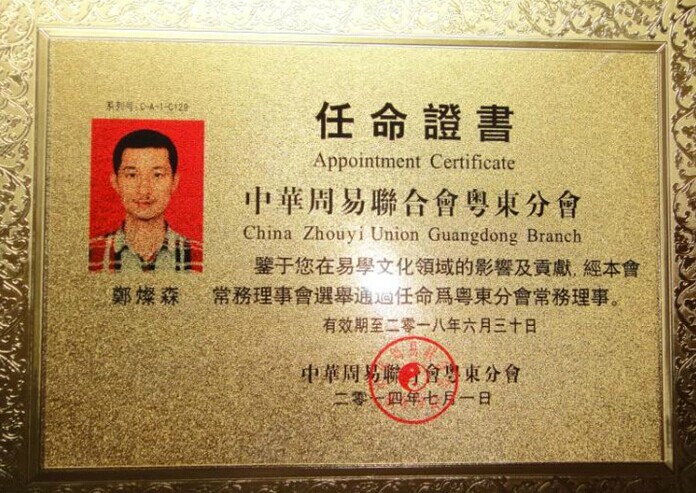 系列号:C-A-1-0128
任命證書
Appointment Certificate
中華周易聯合會粵東分會
China Zhouyi Union Guangdong Branch
鑒于您在易學文化領域的影響及貢獻,經本會
常務理事會選舉通過任命爲粵東分會常務理事。
鄭燦森
有效期至二零一八年六月三十日
中華周易聯合會粵東分會
二零一四年七月一日